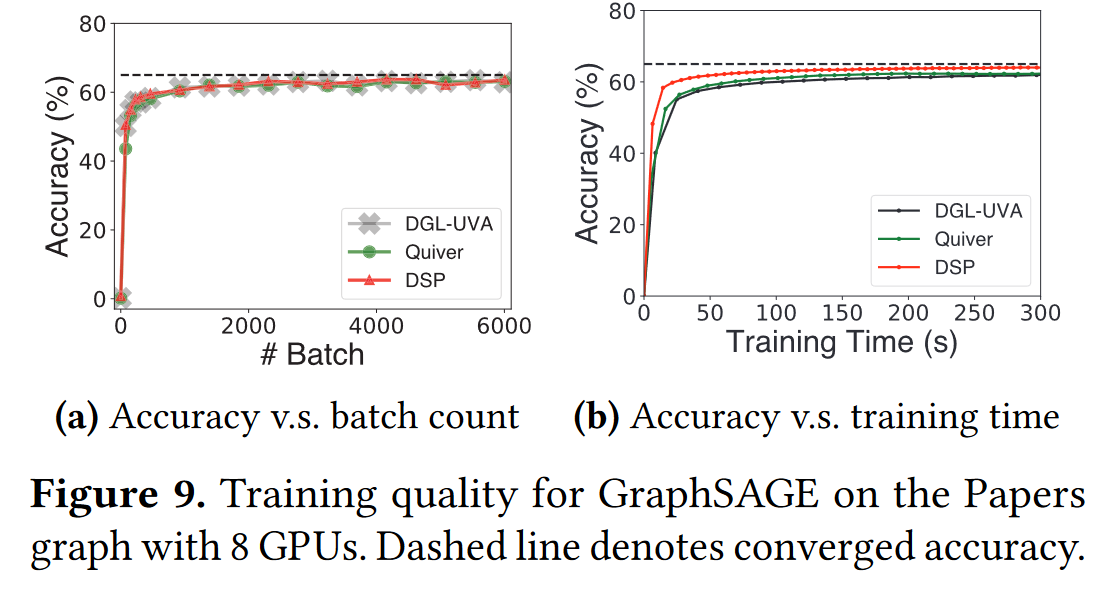 80
60
40
20
0
Accuracy (%)
DGL-UVA
Quiver
DSP
0 2000 4000 6000
# Batch
80
60
40
20
0
Accuracy (%)
DGL-UVA
Quiver
DSP
0 50 100 150 200 250 300
Training Time (s)
(a) Accuracy v.s. batch count
(b) Accuracy v.s. training time
Figure 9. Training quality for GraphSAGE on the Papers
graph with 8 GPUs. Dashed line denotes converged accuracy.